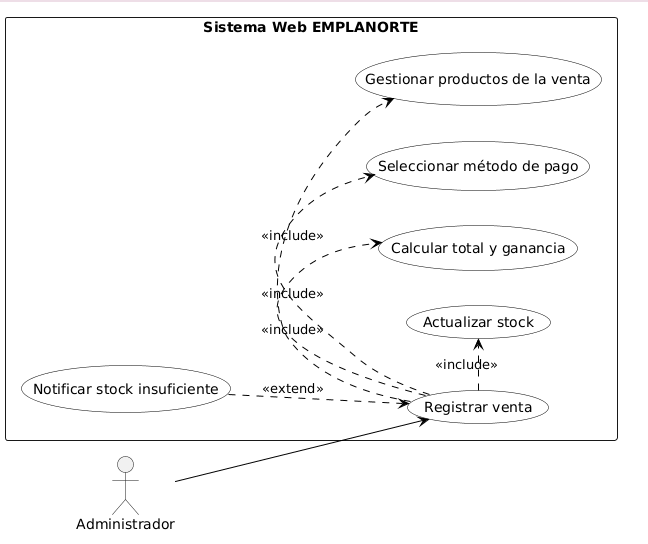 Sistema Web EMPLANORTE
Gestionar productos de la venta
Seleccionar método de pago
«include»
Calcular total y ganancia
«include»
Actualizar stock
«include»
«include»
Notificar stock insuficiente
«extend»
Registrar venta
Administrador